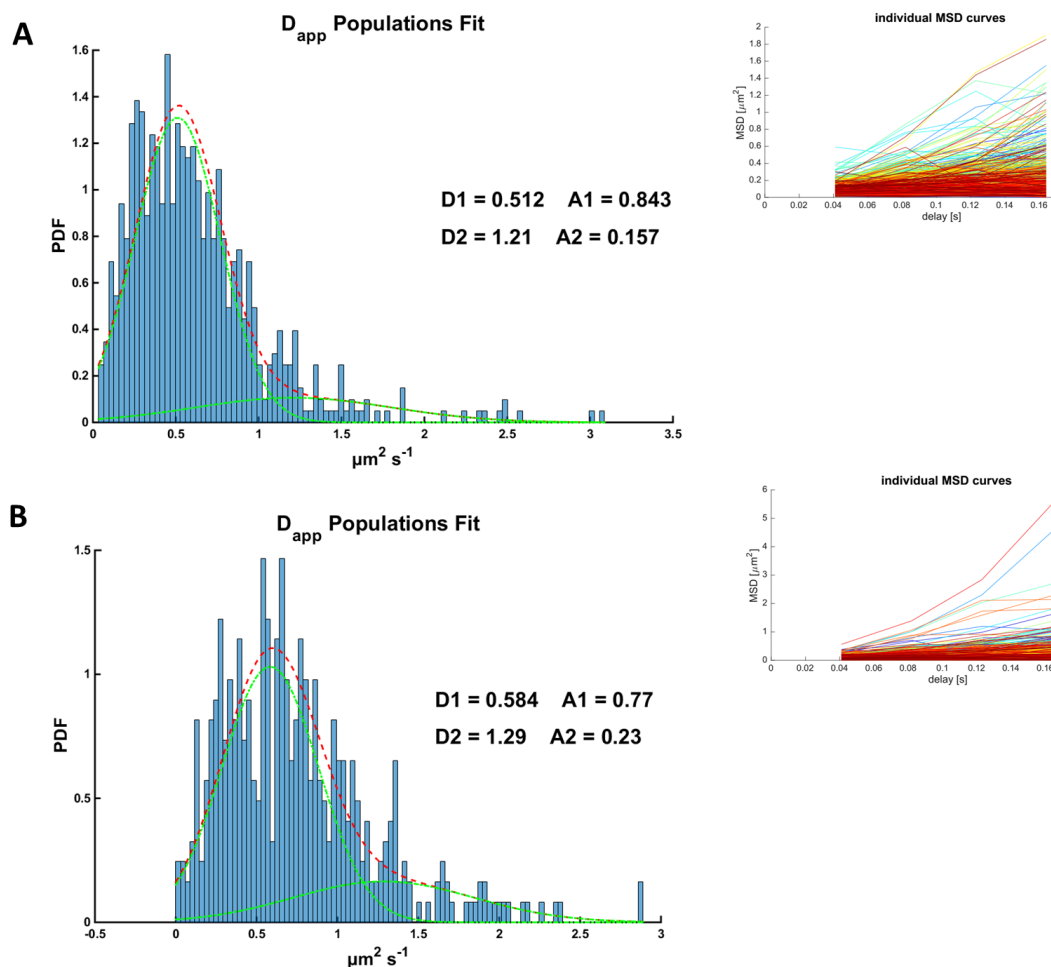 A
D_app Populations Fit
PDF
1.6
1.4
1.2
1
0.8
0.6
0.4
0.2
0
0 0.5 1 1.5 2 2.5 3 3.5
µm² s⁻¹
D1 = 0.512 A1 = 0.843
D2 = 1.21 A2 = 0.157
individual MSD curves
MSD [µm²]
2
1.8
1.6
1.4
1.2
1
0.8
0.6
0.4
0.2
0
0 0.02 0.04 0.06 0.08 0.1 0.12 0.14 0.16
delay [s]
B
D_app Populations Fit
PDF
1.5
1
0.5
0
-0.5 0 0.5 1 1.5 2 2.5 3
µm² s⁻¹
D1 = 0.584 A1 = 0.77
D2 = 1.29 A2 = 0.23
individual MSD curves
MSD [µm²]
6
5
4
3
2
1
0
0 0.02 0.04 0.06 0.08 0.1 0.12 0.14 0.16
delay [s]